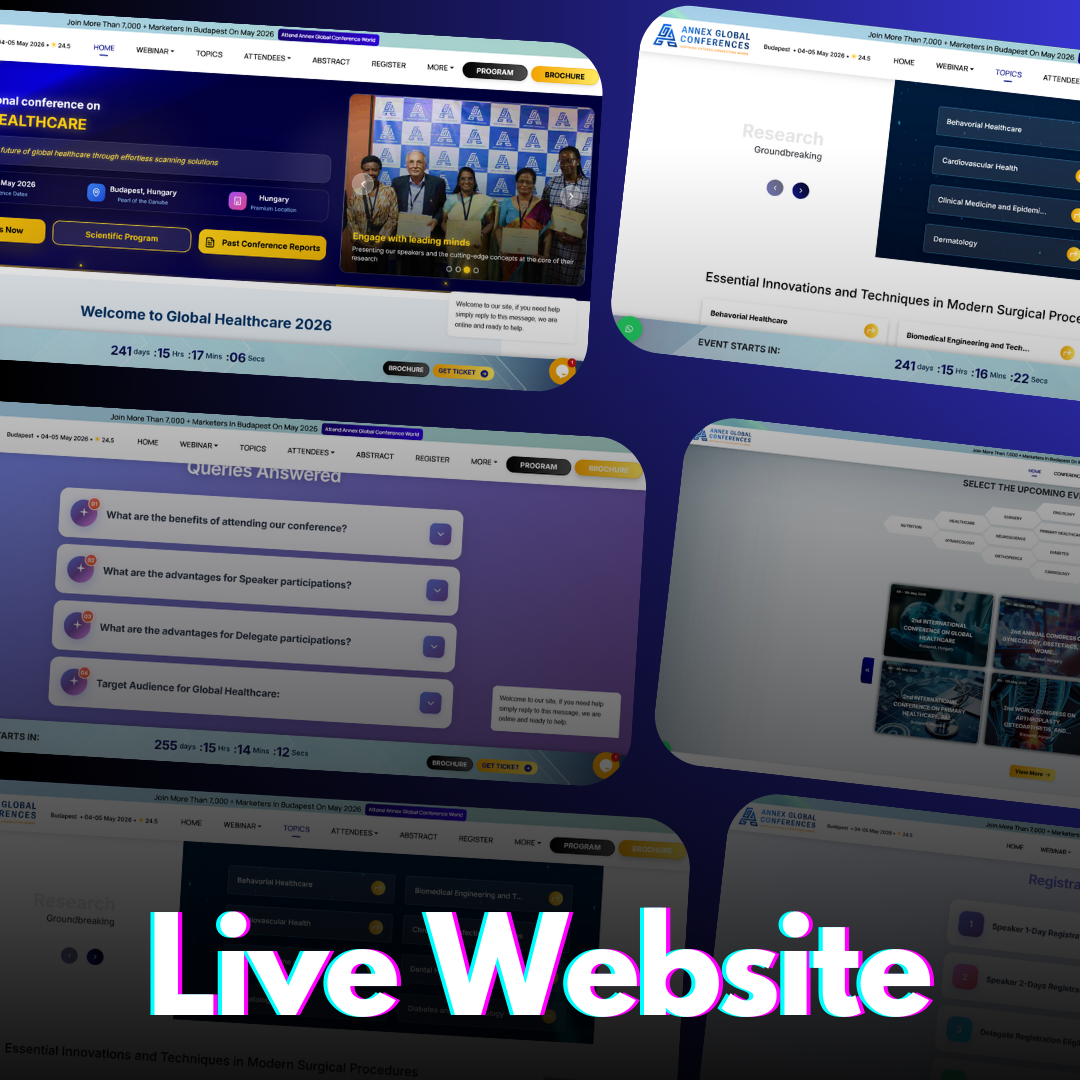 Join More Than 7,000 + Marketers In Budapest On May 2026 Attend Annex Global Conference World
04-05 May 2026 • 24.5
HOME
WEBINAR
TOPICS
ATTENDEES
ABSTRACT
REGISTER
MORE
PROGRAM
BROCHURE
onal conference on
EALTHCARE
future of global healthcare through effortless scanning solutions
May 2026
ence Dates
Budapest, Hungary
Pearl of the Danube
Hungary
Premium Location
s Now
Scientific Program
Past Conference Reports
Engage with leading minds
Presenting our speakers and the cutting-edge concepts at the core of their
research
Welcome to Global Healthcare 2026
Welcome to our site, if you need help
simply reply to this message, we are
online and ready to help.
241 days :15 Hrs :17 Mins :06 Secs
BROCHURE
GET TICKET
Join More Than 7,000 + Marketers In Budapest On May 2026
ANNEX GLOBAL
CONFERENCES
Budapest • 04-05 May 2026 • 24.5
HOME
WEBINAR
TOPICS
ATTENDE
Research
Groundbreaking
Behavorial Healthcare
Cardiovascular Health
Clinical Medicine and Epidemi...
Dermatology
Essential Innovations and Techniques in Modern Surgical Proce
Behavorial Healthcare
Biomedical Engineering and Tech...
EVENT STARTS IN:
241 days :15 Hrs :16 Mins :22 Secs
Join More Than 7,000 + Marketers In Budapest On May 2026 Attend Annex Global Conference World
Budapest • 04-05 May 2026 • 24.5
HOME
WEBINAR
TOPICS
ATTENDEES
ABSTRACT
REGISTER
MORE
PROGRAM
BROCHURE
Queries Answered
01
What are the benefits of attending our conference?
02
What are the advantages for Speaker participations?
03
What are the advantages for Delegate participations?
04
Target Audience for Global Healthcare:
Welcome to our site, if you need help
simply reply to this message, we are
online and ready to help.
TARTS IN:
255 days :15 Hrs :14 Mins :12 Secs
BROCHURE
GET TICKET
ANNEX GLOBAL
CONFERENCES
Join More Than 7,000 + Marketers In Budapest On May 2026
HOME
CONFERENC
SELECT THE UPCOMING EVE
NUTRITION
HEALTHCARE
SURGERY
ONCOLOGY
GYNAECOLOGY
NEUROSCIENCE
PRIMARY HEALTHCAR
ORTHOPEDICS
DIABETES
CARDIOLOGY
2nd INTERNATIONAL
CONFERENCE ON GLOBAL
HEALTHCARE
Budapest, Hungary
2nd ANNUAL CONGRESS O
GYNECOLOGY, OBSTETRICS,
WOME...
Budapest, Hungary
2nd INTERNATIONAL
CONFERENCE ON PRIMARY
HEALTHCARE, 
2nd WORLD CONGRESS ON
ARTHROPLASTY,
OSTEOARTHRITIS, AND...
View More
GLOBAL
RENCES
Join More Than 7,000 + Marketers In Budapest On May 2026 Attend Annex Global Conference World
Budapest • 04-05 May 2026 • 24.5
HOME
WEBINAR
TOPICS
ATTENDEES
ABSTRACT
REGISTER
MORE
PROGRAM
BROCHURE
Research
Groundbreaking
Behavorial Healthcare
Biomedical Engineering and T...
Essential Innovations and Techniques in Modern Surgical Procedures
ANNEX GLOBAL
CONFERENCES
Join More Than 7,000 + Marketers
Budapest • 04-05 May 2026 • 24.5
HOME
WEBINAR
Registra
1
Speaker 1-Day Registra
2
Speaker 2-Days Registra
3
Delegate Registration Eligi
Live Website